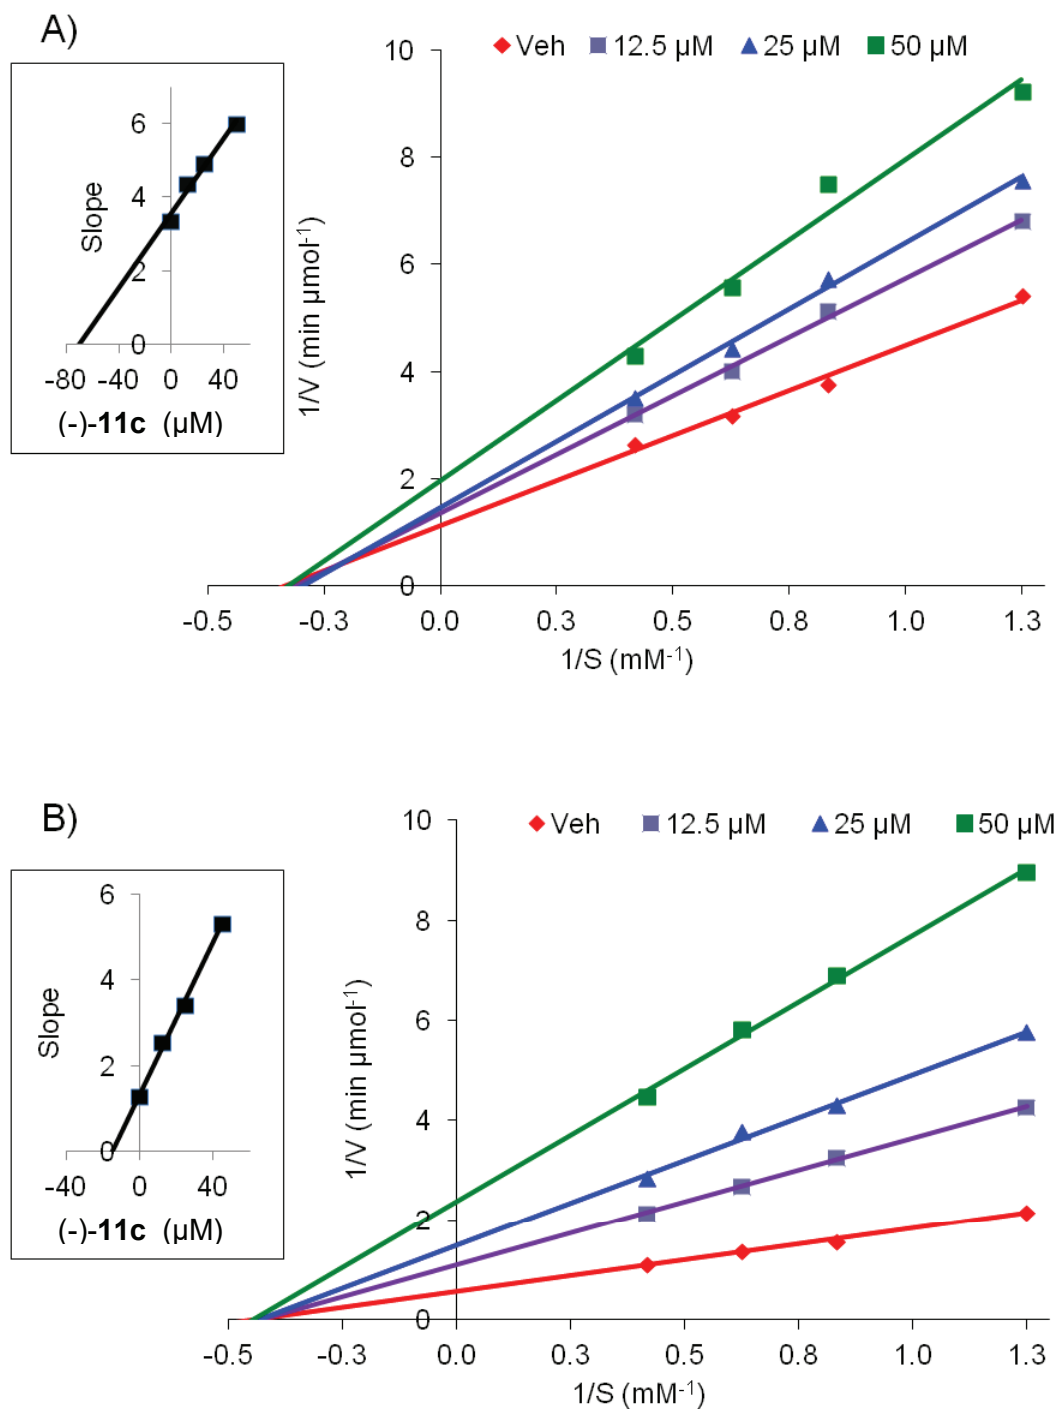 A)
Veh 12.5 µM 25 µM 50 µM
10
8
6
4
2
0
1/V (min µmol-1)
-0.5 -0.3 0.0 0.3 0.5 0.8 1.0 1.3
1/S (mM-1)
6
4
2
0
Slope
-80 -40 0 40
(-)-11c (µM)
B)
Veh 12.5 µM 25 µM 50 µM
10
8
6
4
2
0
1/V (min µmol-1)
-0.5 -0.3 0.0 0.3 0.5 0.8 1.0 1.3
1/S (mM-1)
6
4
2
0
Slope
-40 0 40
(-)-11c (µM)